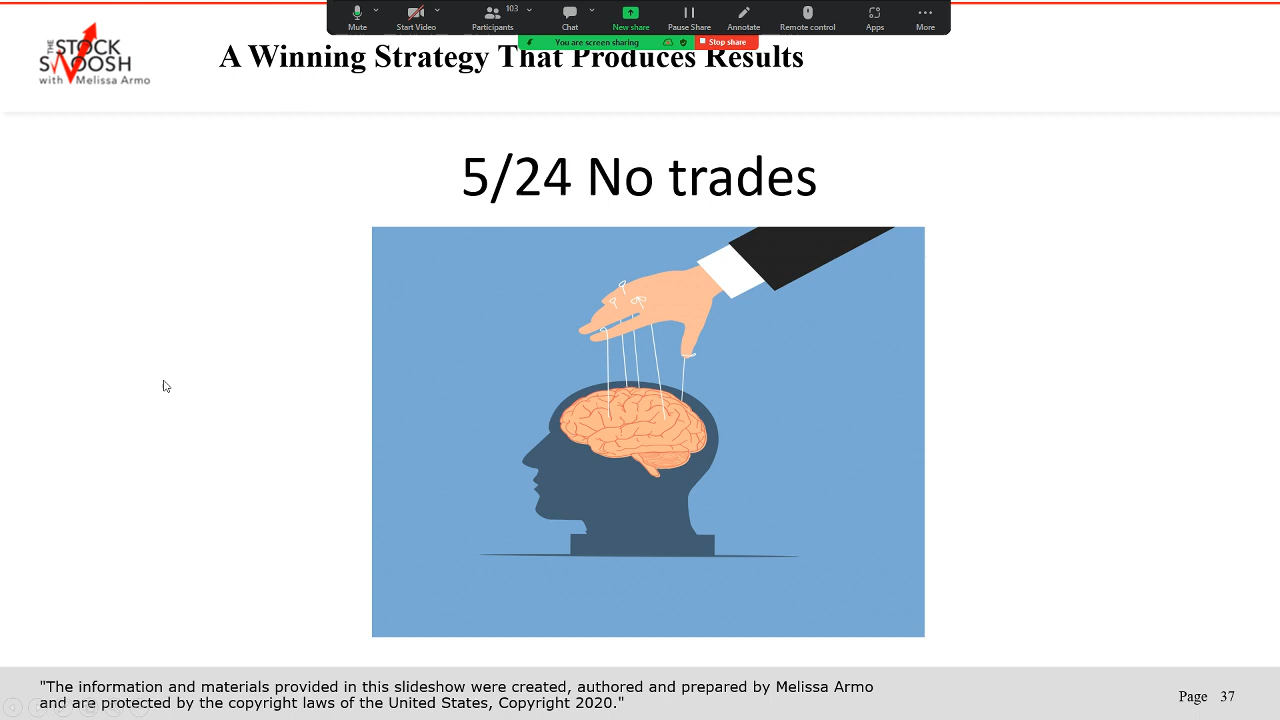 Mute
Start Video
Participants
103
Chat
New share
Pause Share
Annotate
Remote control
Apps
More
You are screen sharing
Stop share
THE STOCK
SWOOSH
with Melissa Armo
A Winning Strategy That Produces Results
5/24 No trades
"The information and materials provided in this slideshow were created, authored and prepared by Melissa Armo
and are protected by the copyright laws of the United States, Copyright 2020."
Page 37